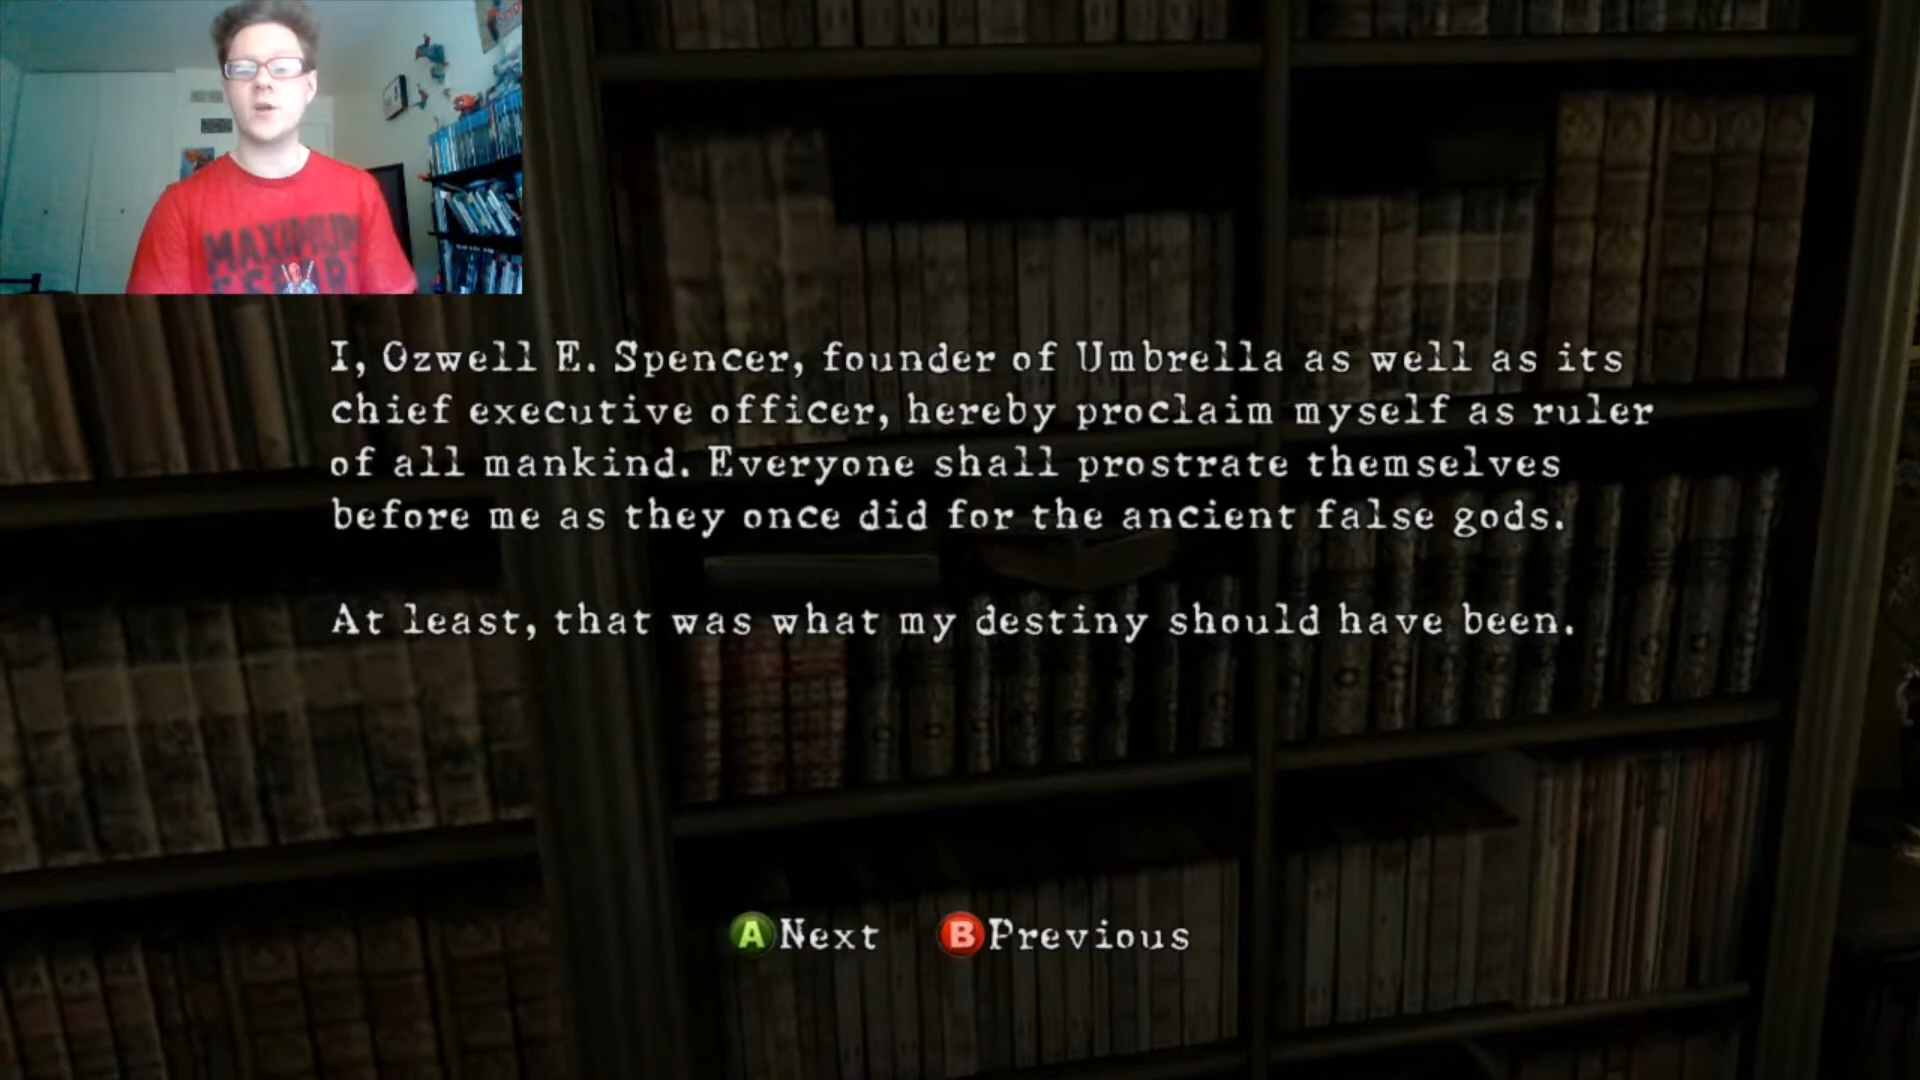 MAXIMUM
I, Ozwell E. Spencer, founder of Umbrella as well as its
chief executive officer, hereby proclaim myself as ruler
of all mankind. Everyone shall prostrate themselves
before me as they once did for the ancient false gods.
At least, that was what my destiny should have been.
A Next B Previous